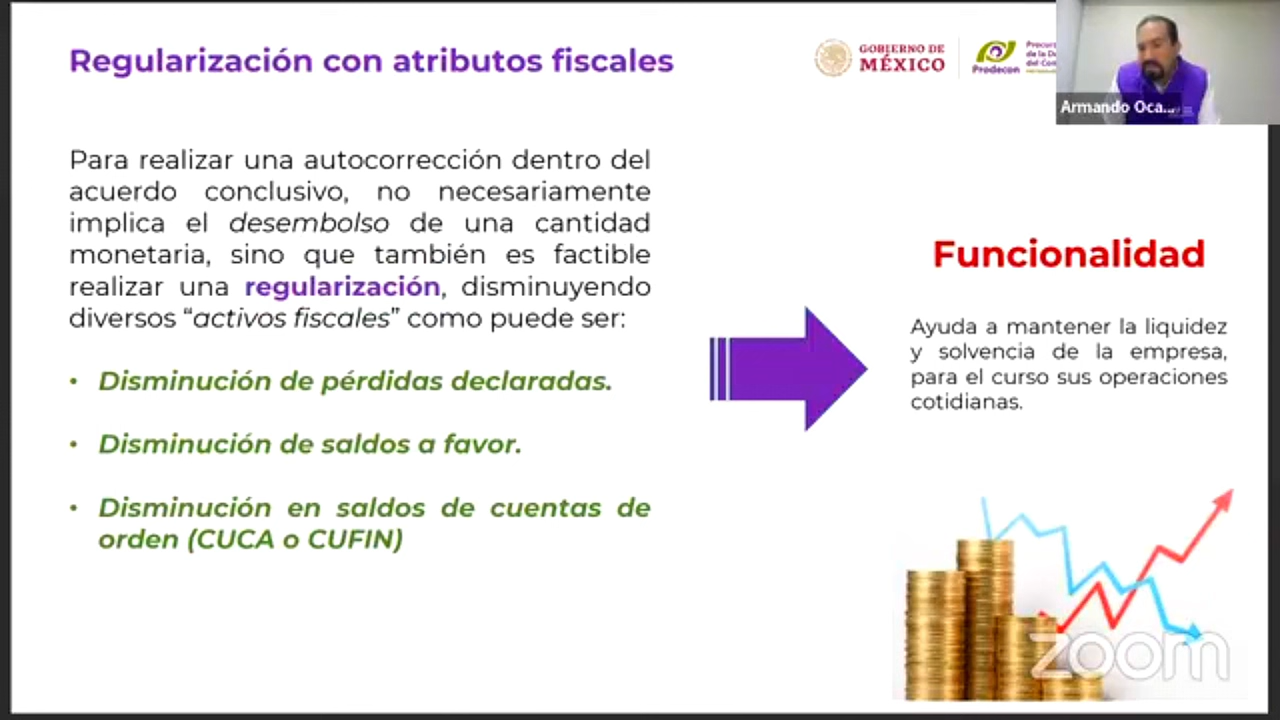 Regularización con atributos fiscales
GOBIERNO DE
MÉXICO
Prodecon
Armando Oca...
Para realizar una autocorrección dentro del
acuerdo conclusivo, no necesariamente
implica el desembolso de una cantidad
monetaria, sino que también es factible
realizar una regularización, disminuyendo
diversos “activos fiscales” como puede ser:
• Disminución de pérdidas declaradas.
• Disminución de saldos a favor.
• Disminución en saldos de cuentas de
orden (CUCA o CUFIN)
Funcionalidad
Ayuda a mantener la liquidez
y solvencia de la empresa,
para el curso sus operaciones
cotidianas.
zoom